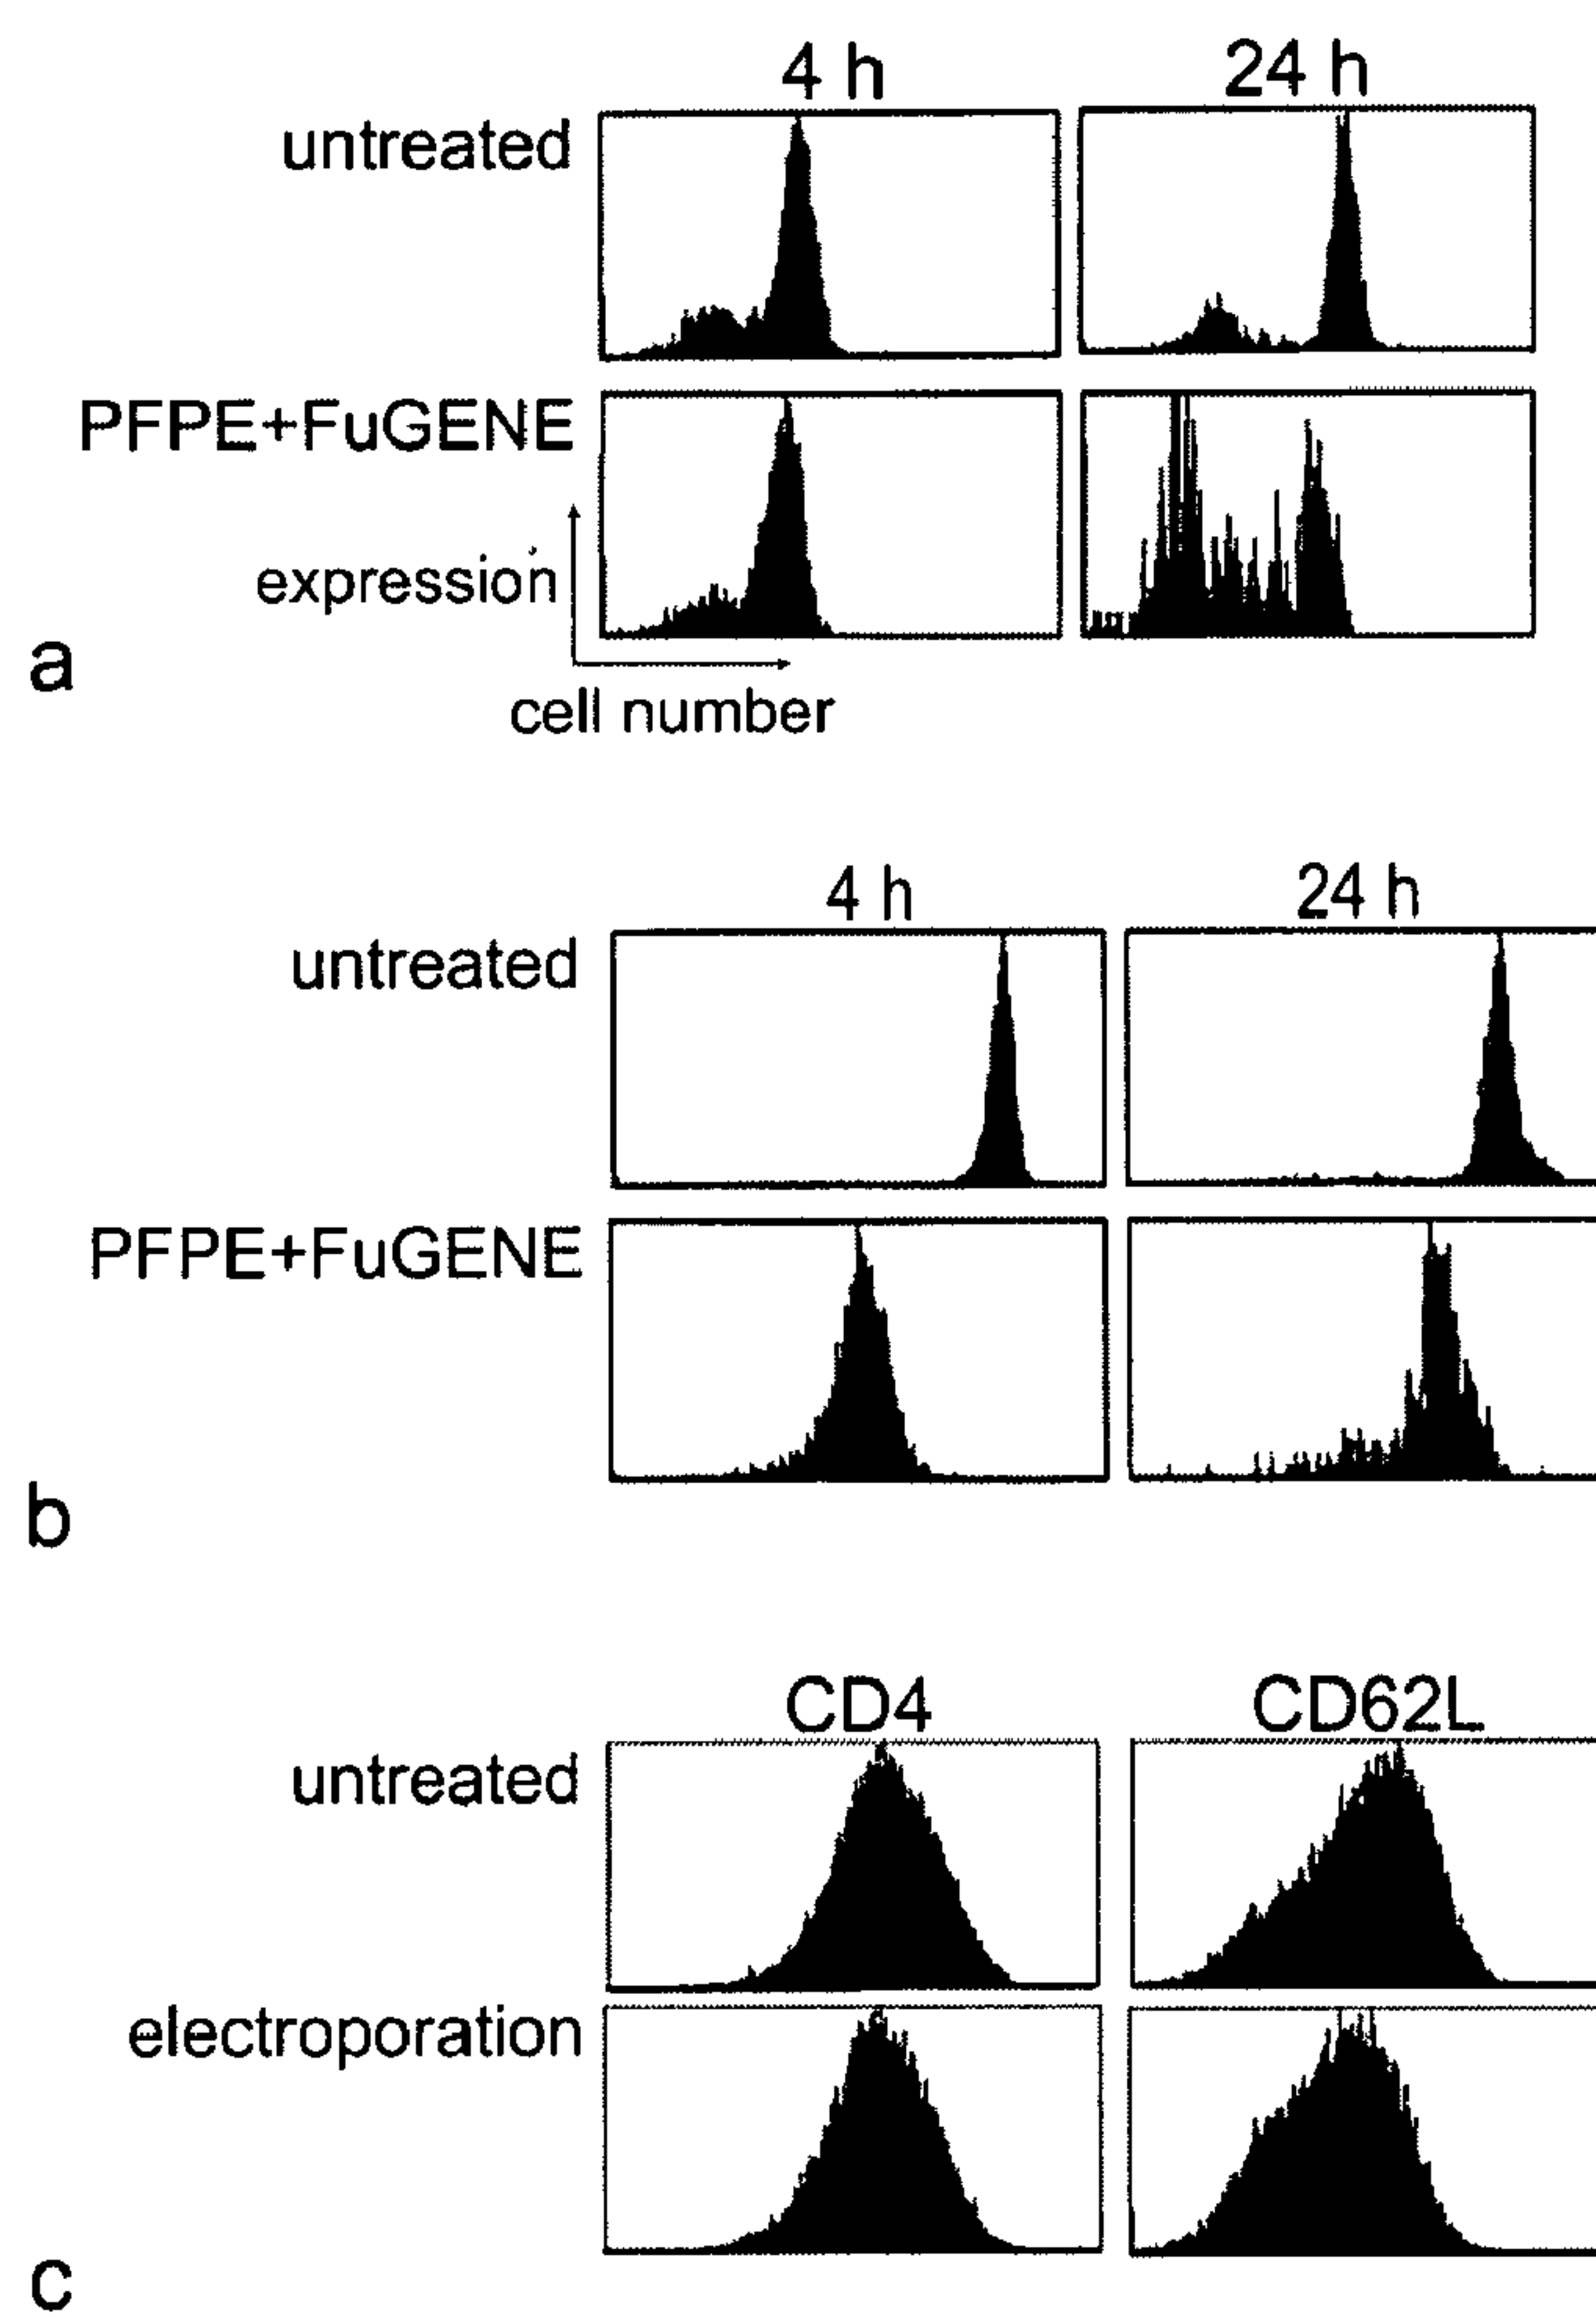 4 h 24 h
untreated
PFPE+FuGENE
expression
a
cell number
4 h 24 h
untreated
PFPE+FuGENE
b
CD4 CD62L
untreated
electroporation
c